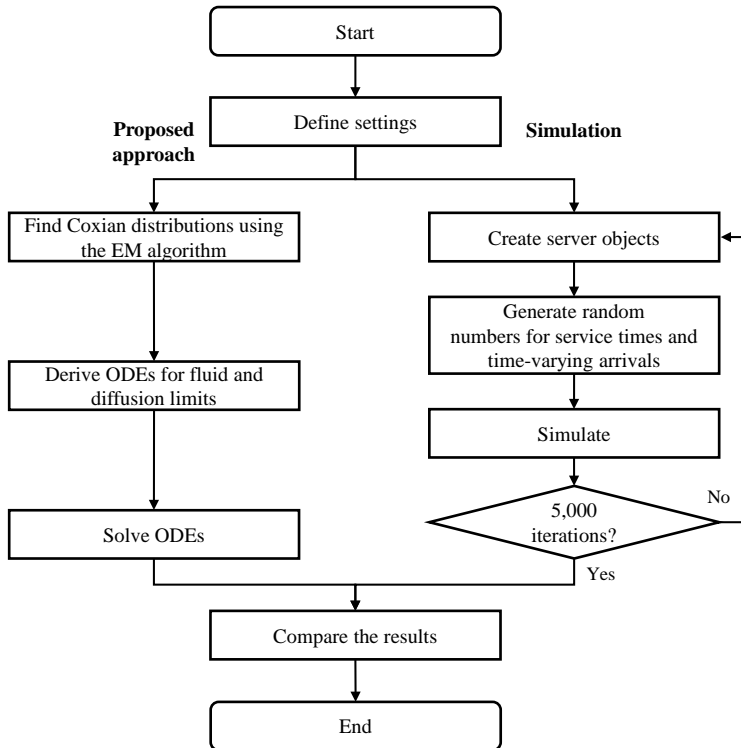 Start
Define settings
Proposed
approach
Simulation
Find Coxian distributions using
the EM algorithm
Derive ODEs for fluid and
diffusion limits
Solve ODEs
Create server objects
Generate random
numbers for service times and
time-varying arrivals
Simulate
5,000
iterations?
No
Yes
Compare the results
End